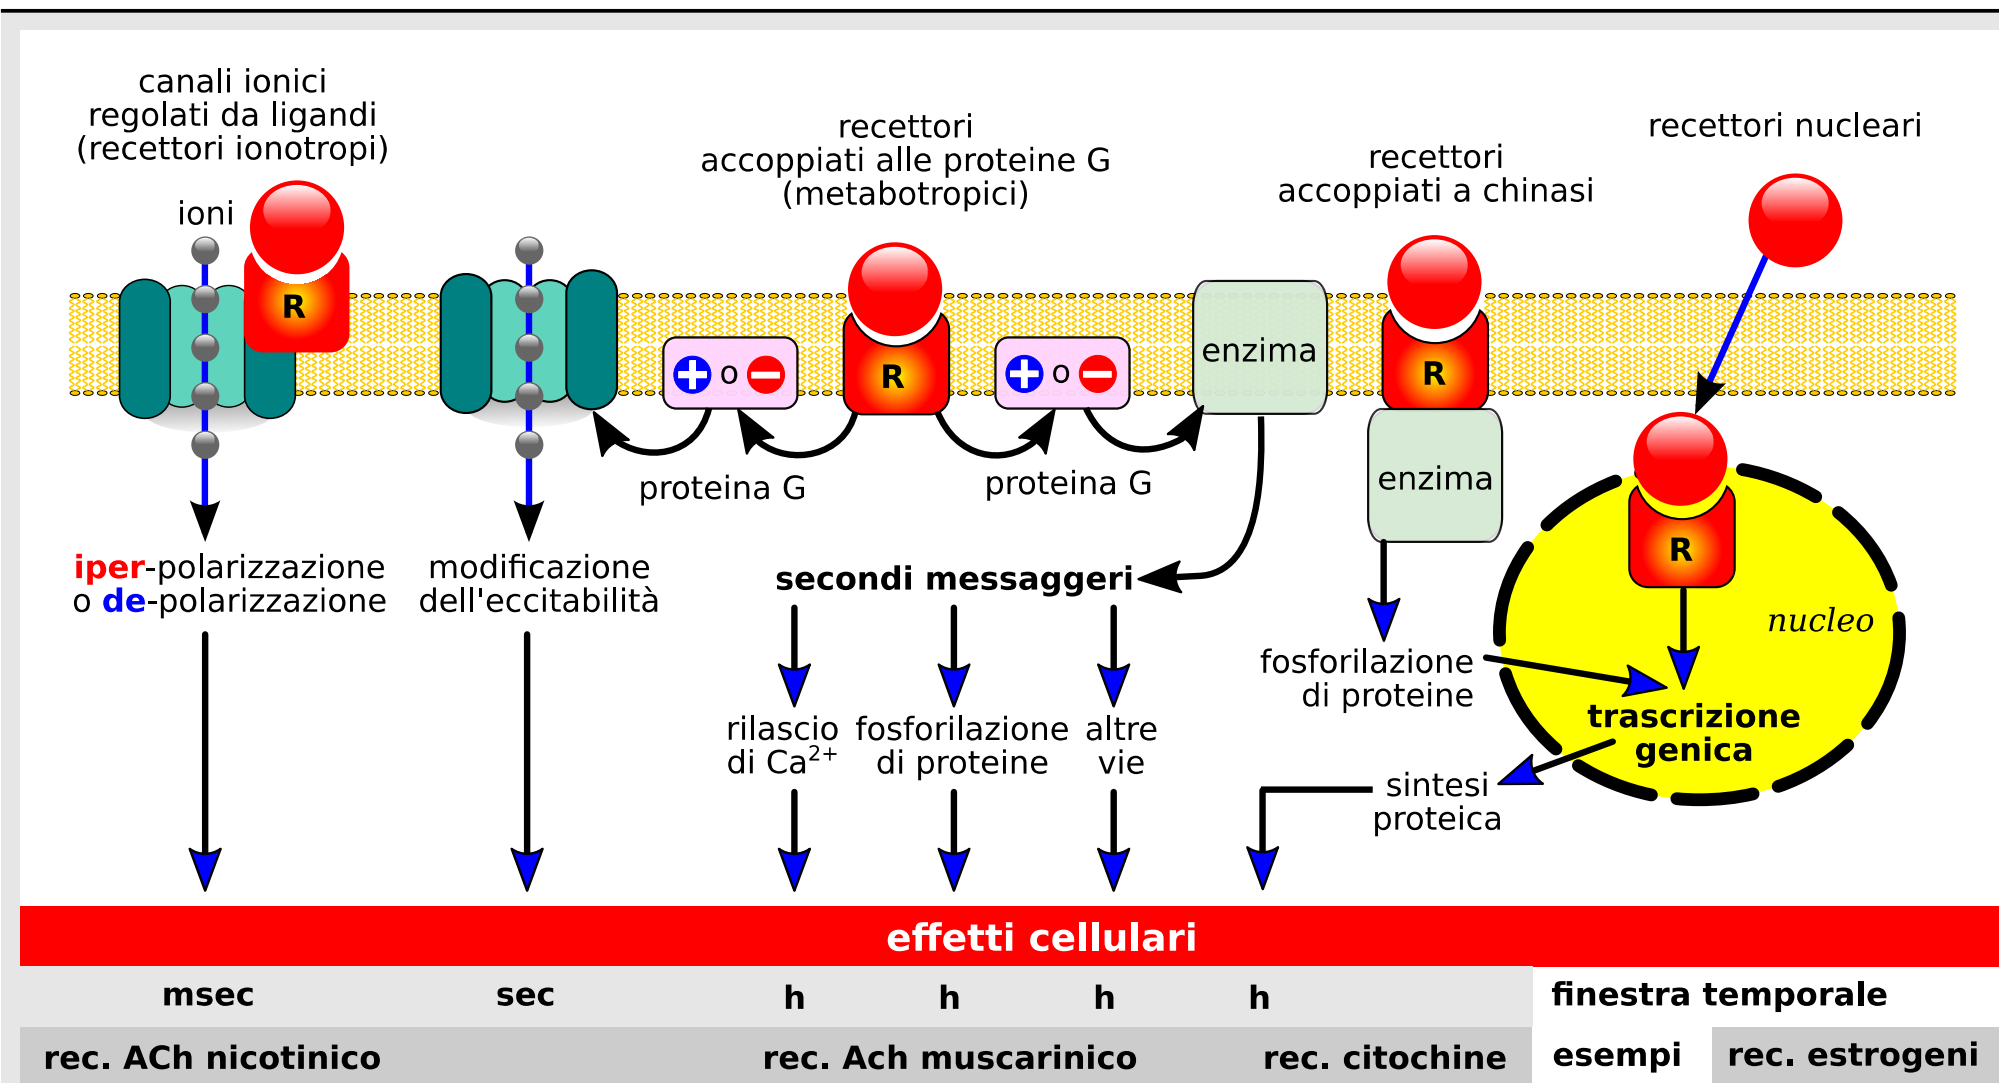 canali ionici
regolati da ligandi
(recettori ionotropi)
ioni
R
iper-polarizzazione
o de-polarizzazione
modificazione
dell'eccitabilità
recettori
accoppiati alle proteine G
(metabotropici)
o
R
o
proteina G
proteina G
enzima
secondi messaggeri
rilascio
di Ca²⁺
fosforilazione
di proteine
altre
vie
recettori
accoppiati a chinasi
R
enzima
fosforilazione
di proteine
recettori nucleari
R
nucleo
trascrizione
genica
sintesi
proteica
effetti cellulari
msec sec h h h h finestra temporale
rec. ACh nicotinico rec. Ach muscarinico rec. citochine esempi rec. estrogeni